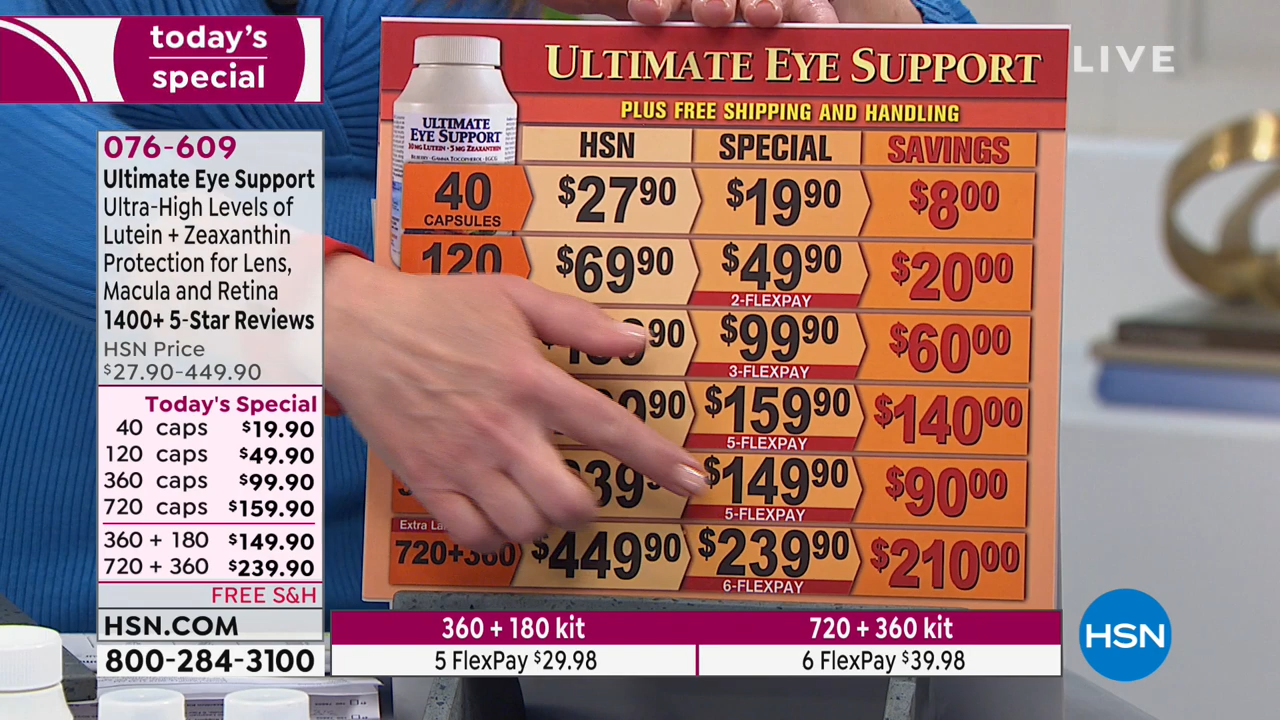 today's
special
076-609
Ultimate Eye Support
Ultra-High Levels of
Lutein + Zeaxanthin
Protection for Lens,
Macula and Retina
1400+ 5-Star Reviews
HSN Price
$27.90-449.90
Today's Special
40 caps $19.90
120 caps $49.90
360 caps $99.90
720 caps $159.90
360 + 180 $149.90
720 + 360 $239.90
FREE S&H
HSN.COM
800-284-3100
LIVE
ULTIMATE EYE SUPPORT
PLUS FREE SHIPPING AND HANDLING
ULTIMATE
EYE SUPPORT
HSN SPECIAL SAVINGS
40 CAPSULES $27.90 $19.90 $8.00
120 $69.90 $49.90 $20.00
2-FLEXPAY
$99.90 $60.00
3-FLEXPAY
$159.90 $140.00
5-FLEXPAY
$149.90 $90.00
5-FLEXPAY
720+360 $449.90 $239.90 $210.00
6-FLEXPAY
360 + 180 kit
5 FlexPay $29.98
720 + 360 kit
6 FlexPay $39.98
HSN